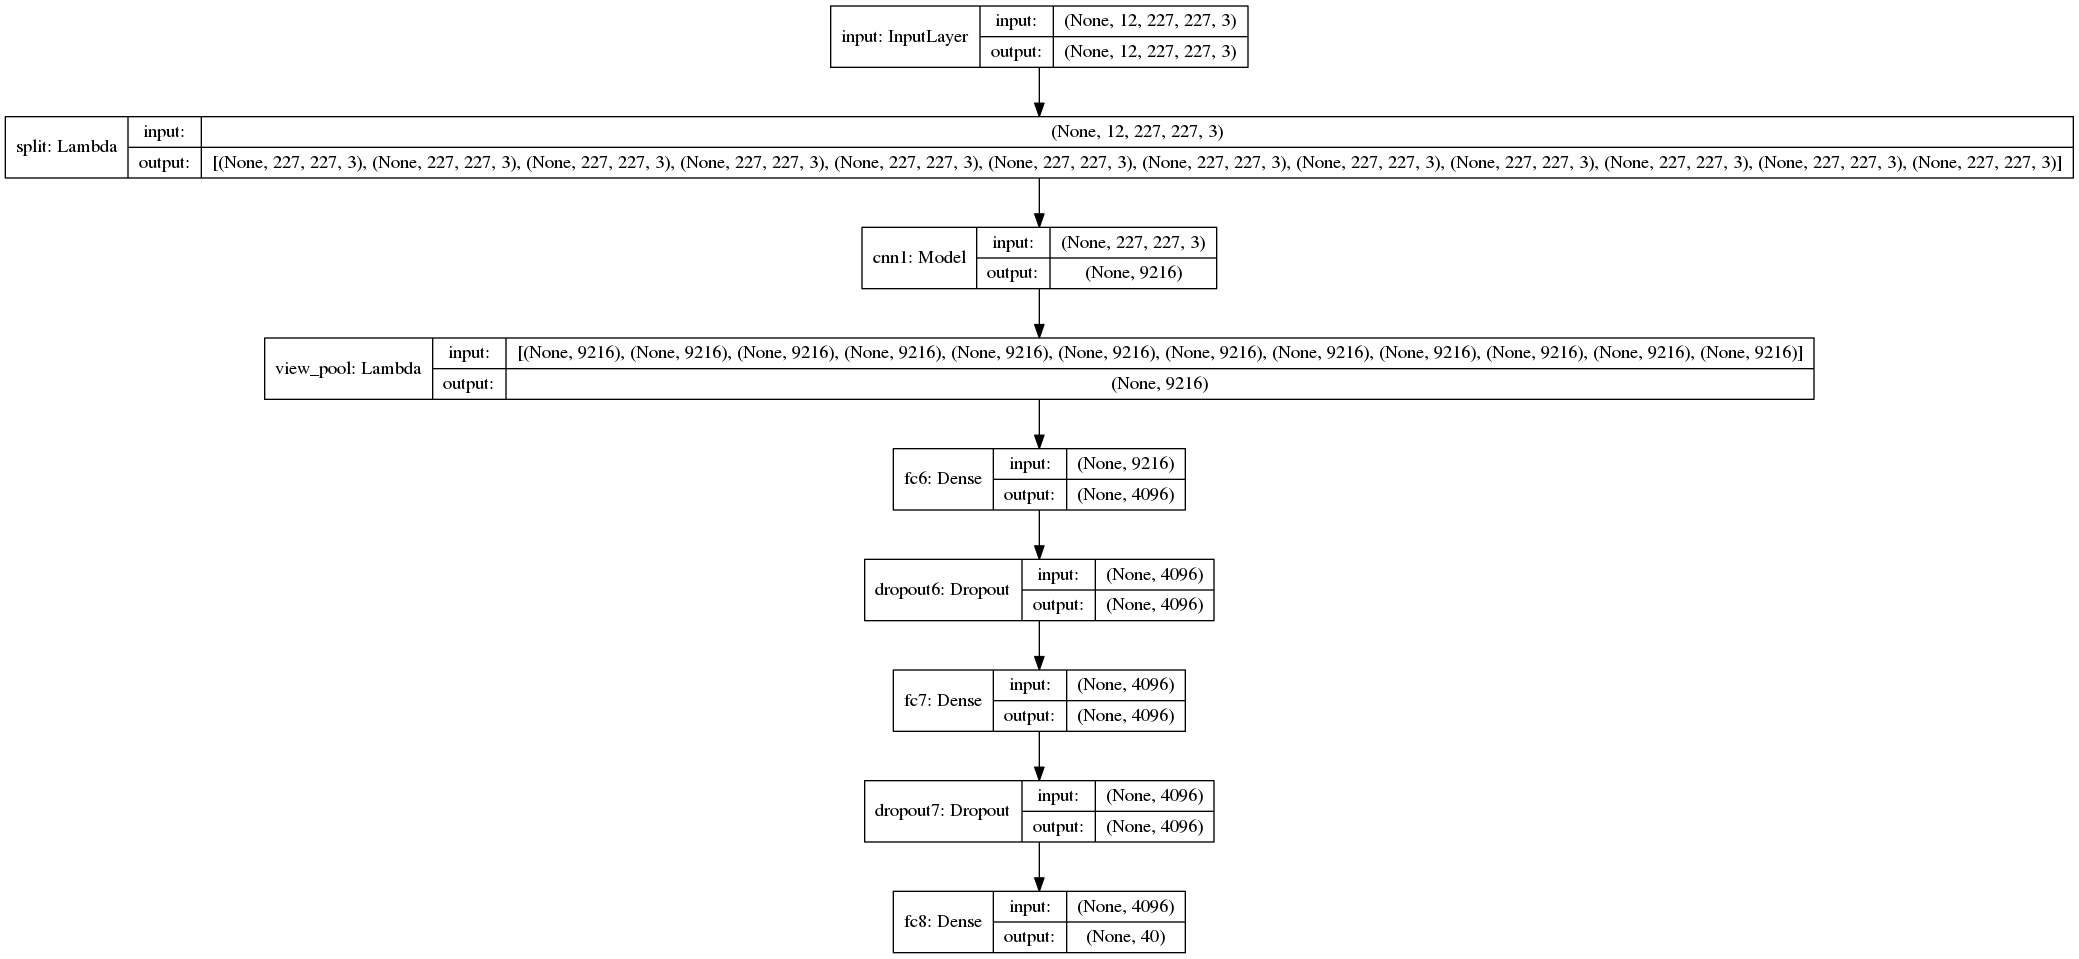 input: InputLayer
input: (None, 12, 227, 227, 3)
output: (None, 12, 227, 227, 3)
split: Lambda
input: (None, 12, 227, 227, 3)
output: [(None, 227, 227, 3), (None, 227, 227, 3), (None, 227, 227, 3), (None, 227, 227, 3), (None, 227, 227, 3), (None, 227, 227, 3), (None, 227, 227, 3), (None, 227, 227, 3), (None, 227, 227, 3), (None, 227, 227, 3), (None, 227, 227, 3), (None, 227, 227, 3)]
cnn1: Model
input: (None, 227, 227, 3)
output: (None, 9216)
view_pool: Lambda
input: [(None, 9216), (None, 9216), (None, 9216), (None, 9216), (None, 9216), (None, 9216), (None, 9216), (None, 9216), (None, 9216), (None, 9216), (None, 9216), (None, 9216)]
output: (None, 9216)
fc6: Dense
input: (None, 9216)
output: (None, 4096)
dropout6: Dropout
input: (None, 4096)
output: (None, 4096)
fc7: Dense
input: (None, 4096)
output: (None, 4096)
dropout7: Dropout
input: (None, 4096)
output: (None, 4096)
fc8: Dense
input: (None, 4096)
output: (None, 40)